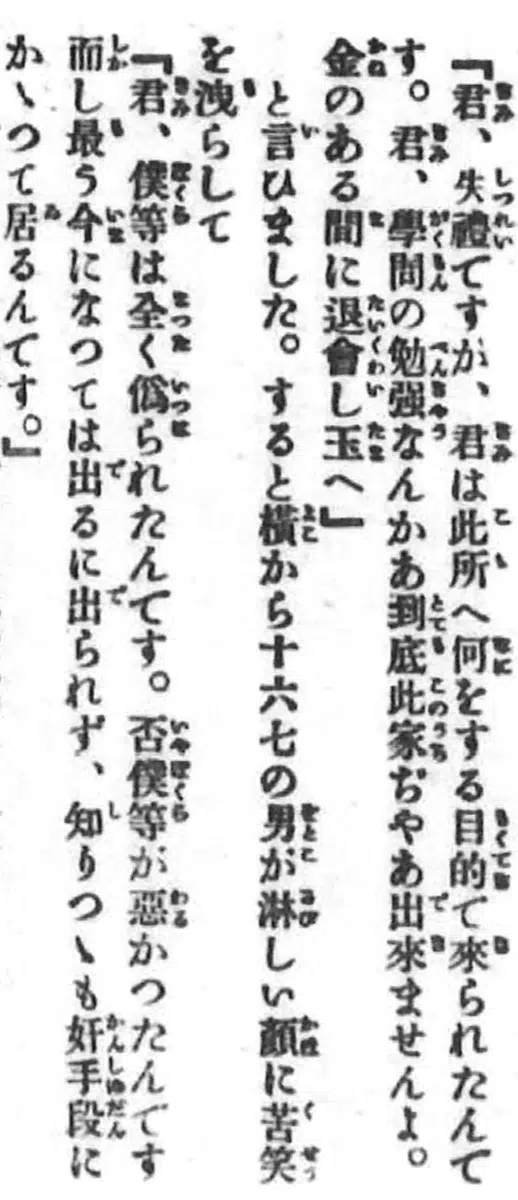 『君、失禮ですが、君は此所へ何をする目的で來られたんで
す。君、學問の勉强なんかあ到底此家ぢやあ出來ませんよ。
金のある間に退會し玉へ』
と言ひました。すると橫から十六七の男が淋しい顏に苦笑
を洩らして
『君、僕等は全く僞られたんです。否僕等が惡かつたんです
而し最う今になつては出るに出られず、知りつゝも奸手段に
かゝつて居るんです。』